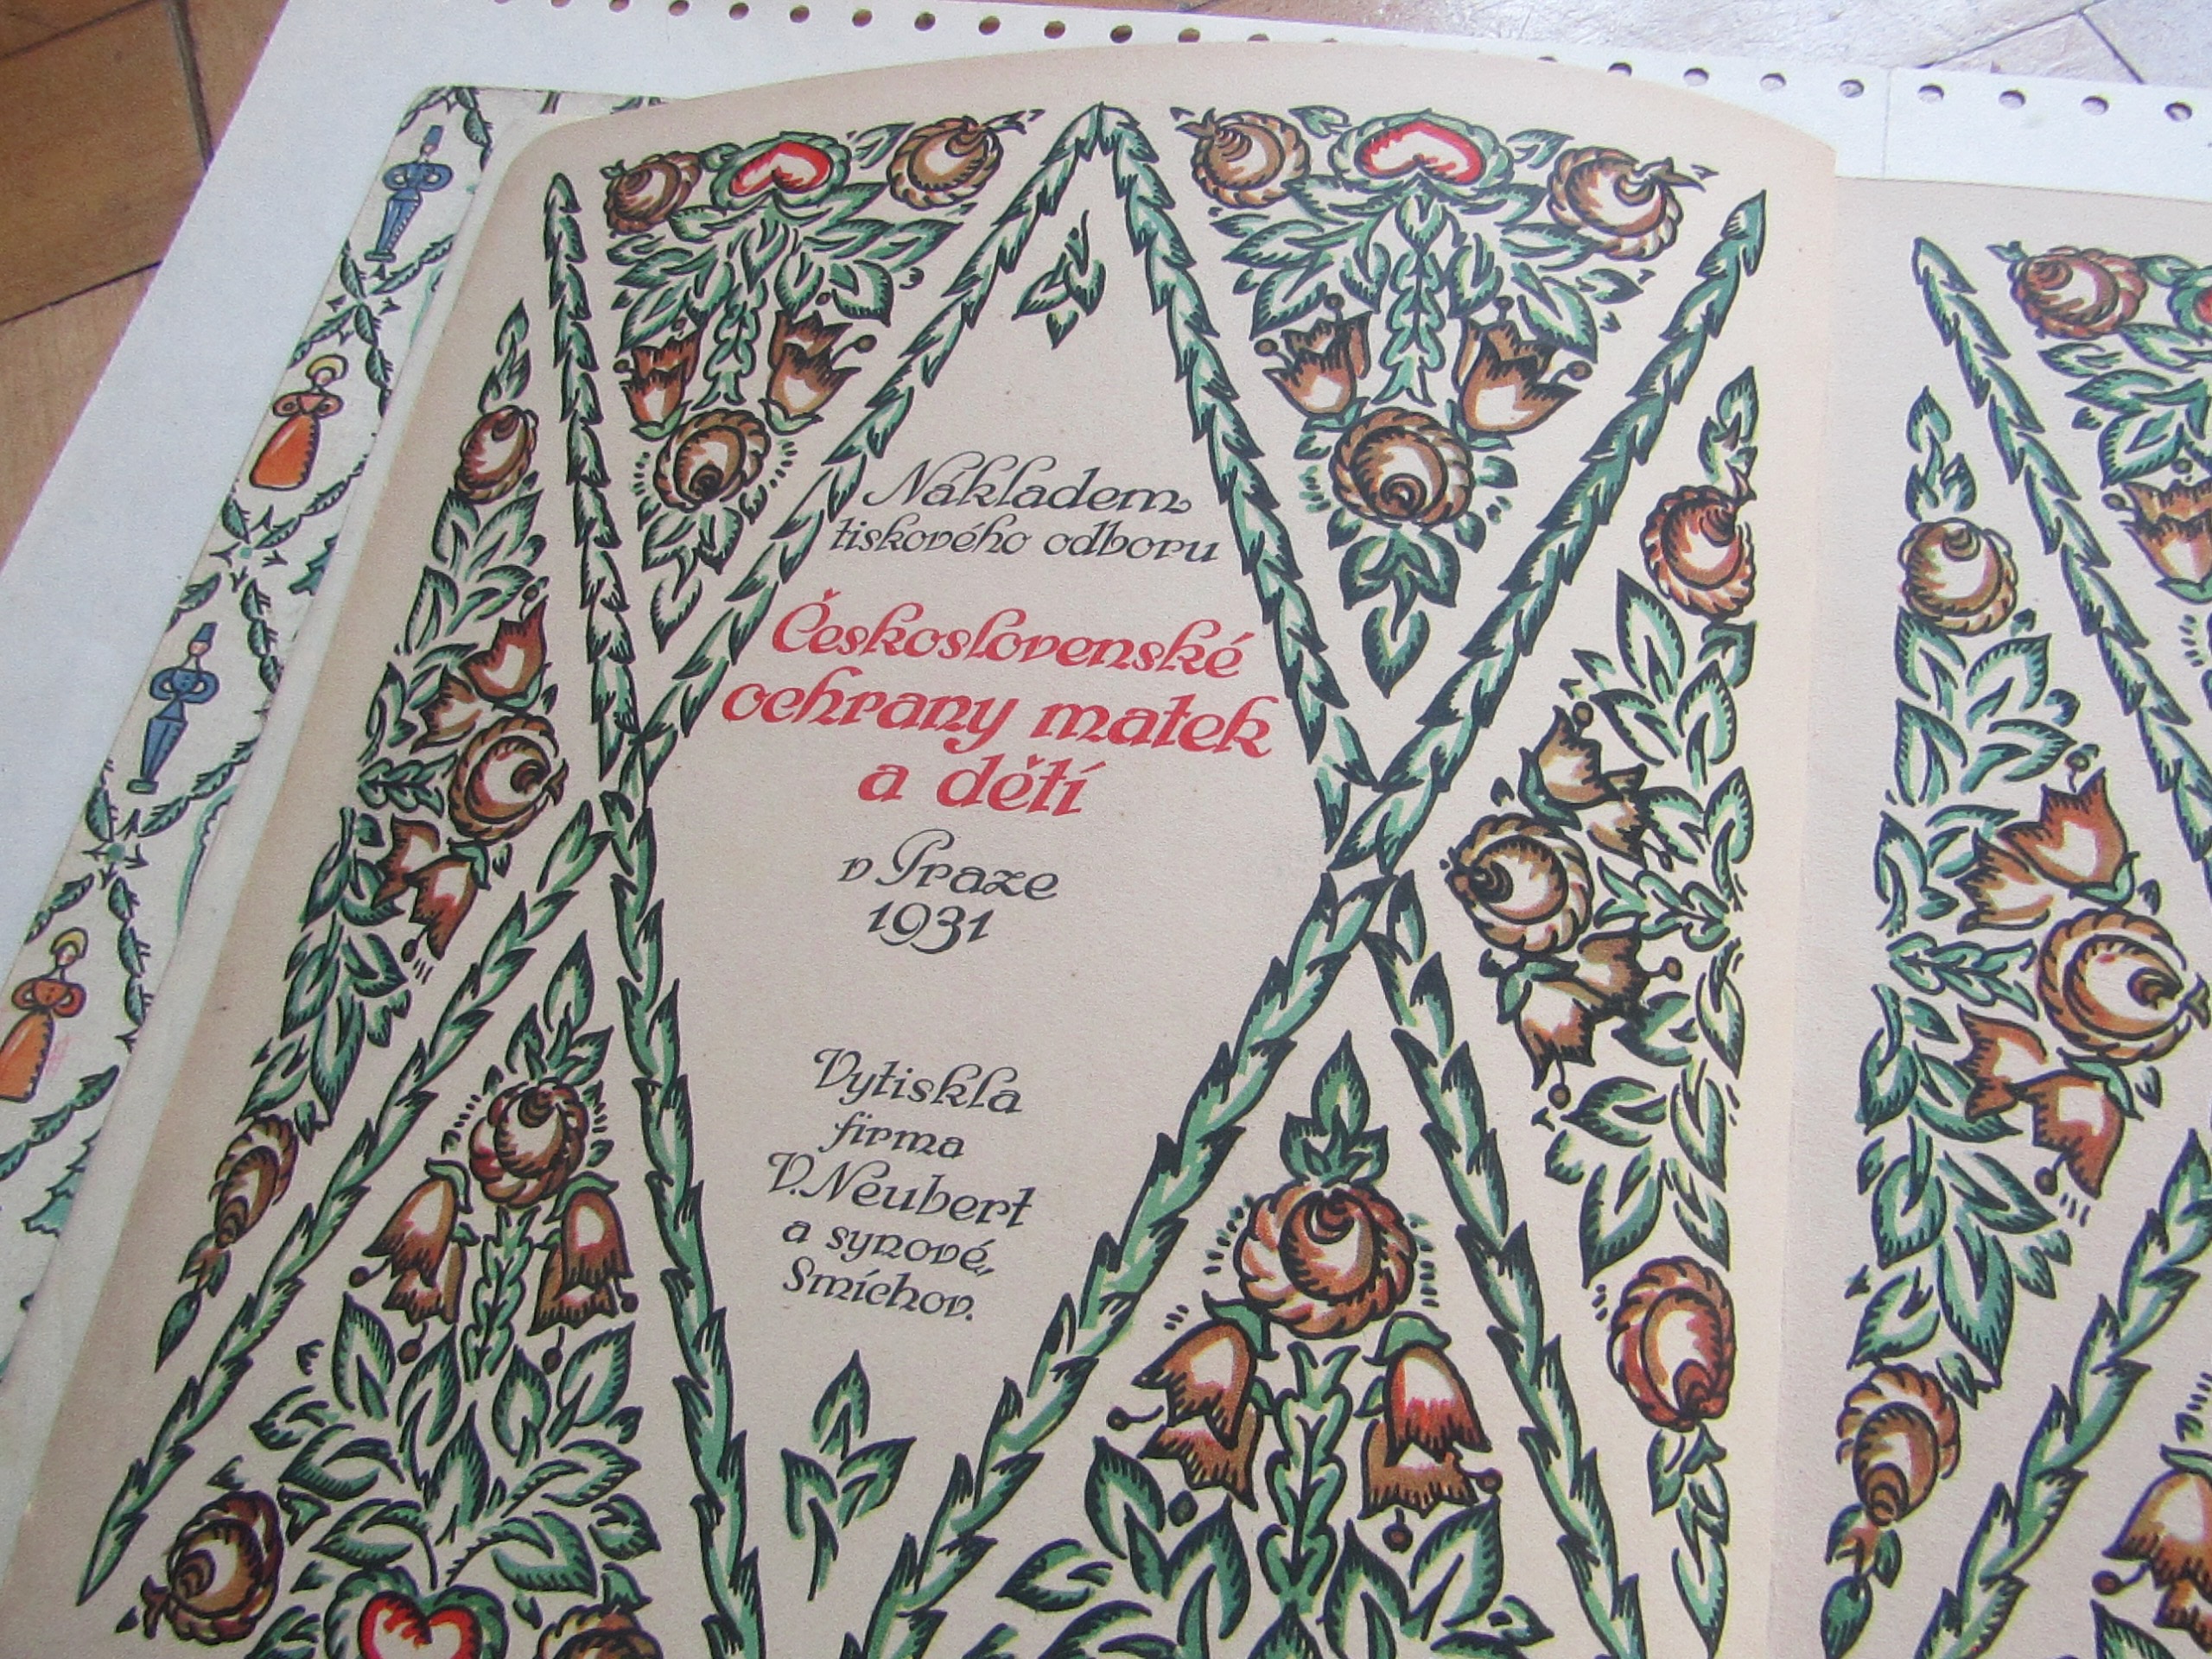 Nákladem
tiskového odboru
Československé
ochrany matek
a dětí
v Praze
1931
Vytiskla
firma
V. Neubert
a synové,
Smíchov.